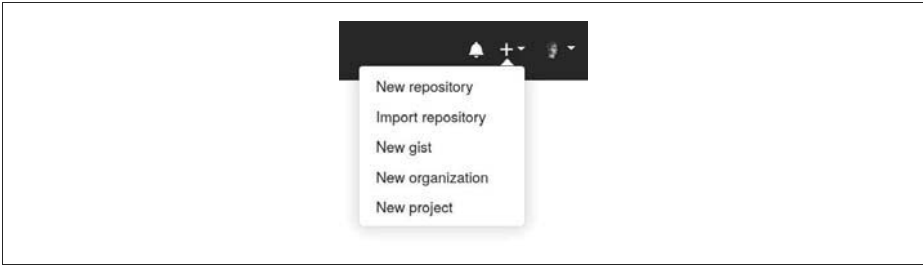 New repository
Import repository
New gist
New organization
New project